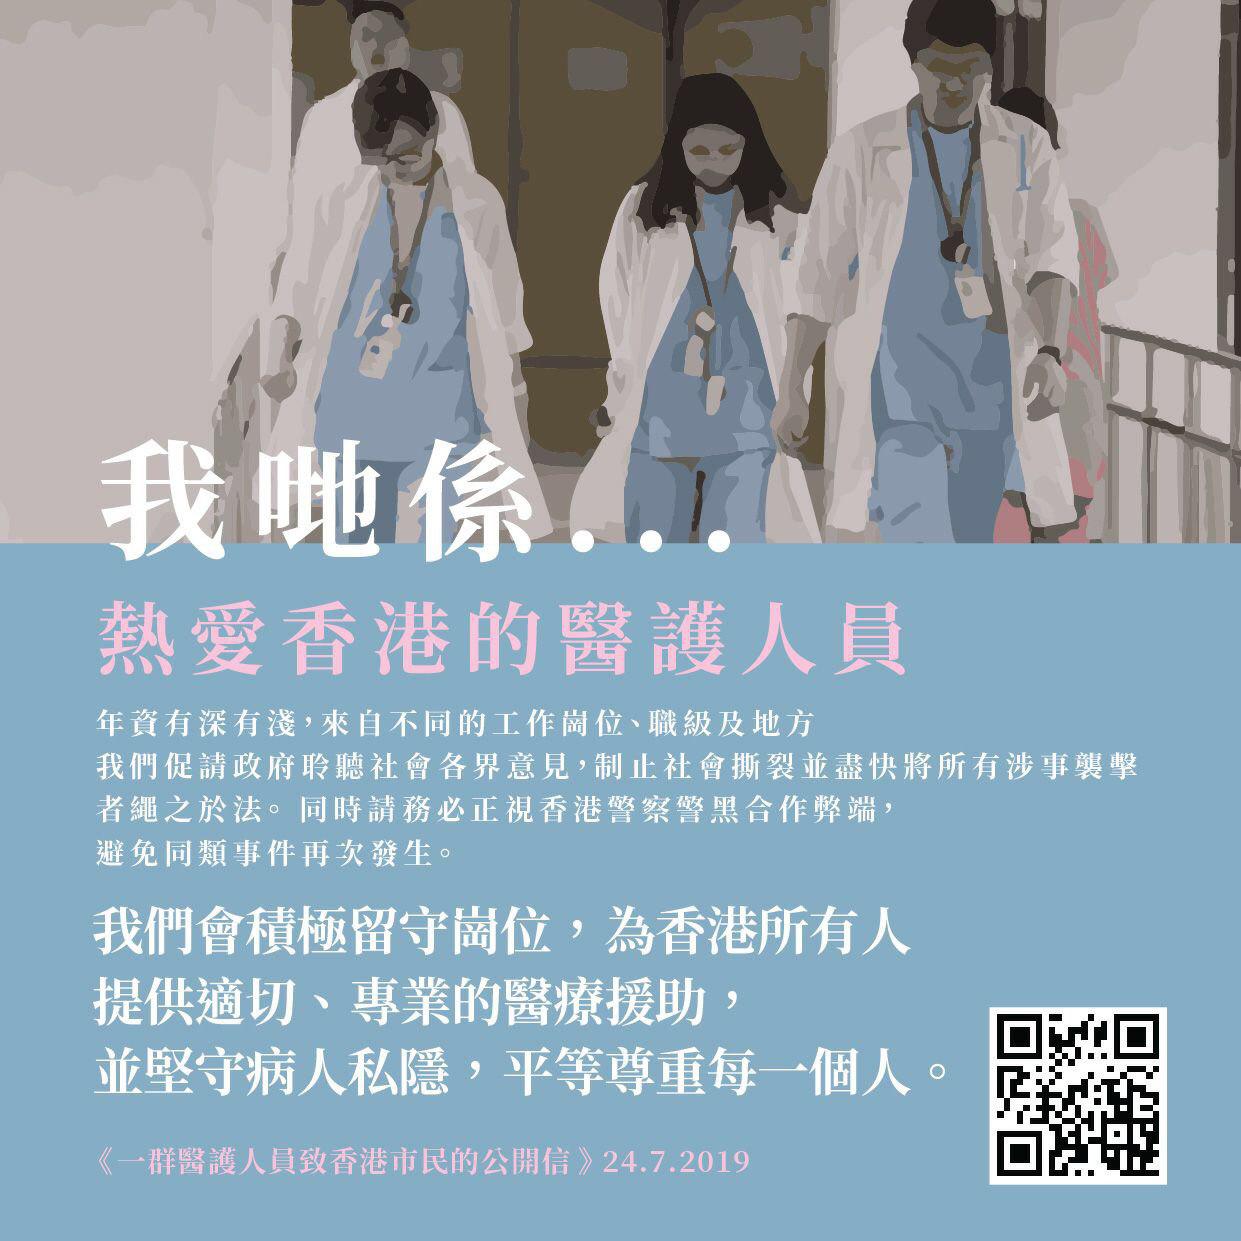 我哋係...
熱愛香港的醫護人員
年資有深有淺，來自不同的工作崗位、職級及地方
我們促請政府聆聽社會各界意見，制止社會撕裂並盡快將所有涉事襲擊
者繩之於法。同時請務必正視香港警察警黑合作弊端，
避免同類事件再次發生。
我們會積極留守崗位，為香港所有人
提供適切、專業的醫療援助，
並堅守病人私隱，平等尊重每一個人。
《一群醫護人員致香港市民的公開信》24.7.2019